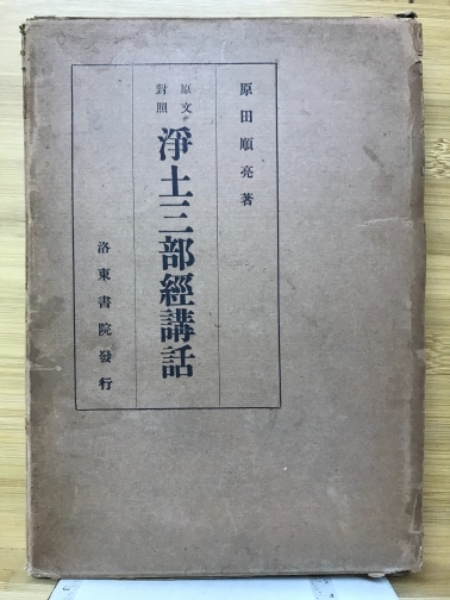 原田順亮著
原文
對照
淨土三部經講話
洛東書院發行